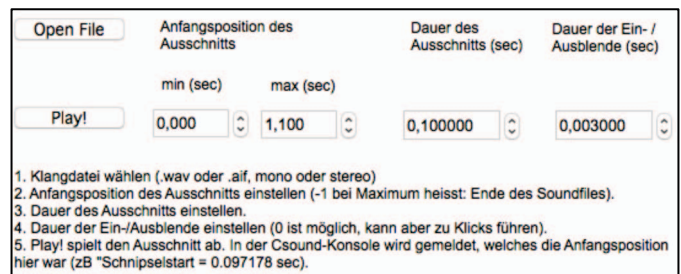 Open File
Anfangsposition des
Ausschnitts
Dauer des
Ausschnitts (sec)
Dauer der Ein- /
Ausblende (sec)
min (sec)
max (sec)
Play!
0,000
1,100
0,100000
0,003000
1. Klangdatei wählen (.wav oder .aif, mono oder stereo)
2. Anfangsposition des Ausschnitts einstellen (-1 bei Maximum heisst: Ende des Soundfiles).
3. Dauer des Ausschnitts einstellen.
4. Dauer der Ein-/Ausblende einstellen (0 ist möglich, kann aber zu Klicks führen).
5. Play! spielt den Ausschnitt ab. In der Csound-Konsole wird gemeldet, welches die Anfangsposition
hier war (zB "Schnipselstart = 0.097178 sec).